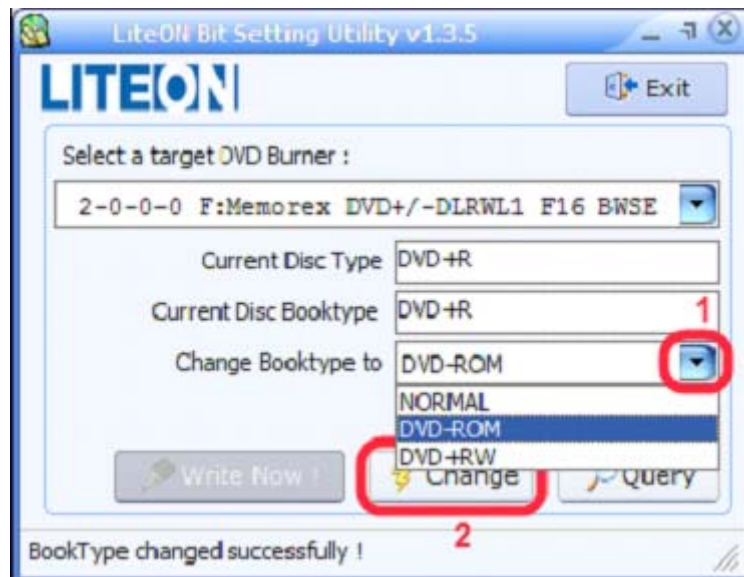 LiteON Bit Setting Utility v1.3.5
LITEON
Exit
Select a target DVD Burner :
2-0-0-0 F:Memorex DVD+/-DLRWL1 F16 BWSE
Current Disc Type DVD+R
Current Disc Booktype DVD+R
1
Change Booktype to DVD-ROM
NORMAL
DVD-ROM
DVD+RW
Write Now ! Change Query
2
BookType changed successfully !